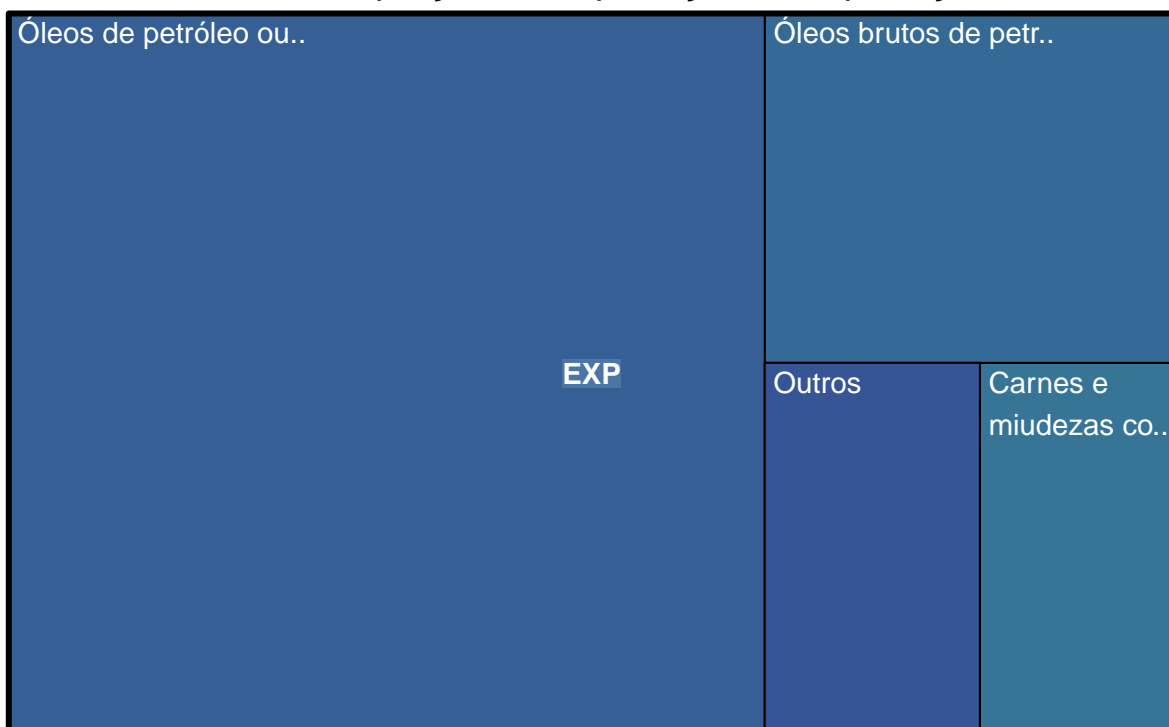 Óleos de petróleo ou..
Óleos brutos de petr..
EXP
Outros
Carnes e
miudezas co..